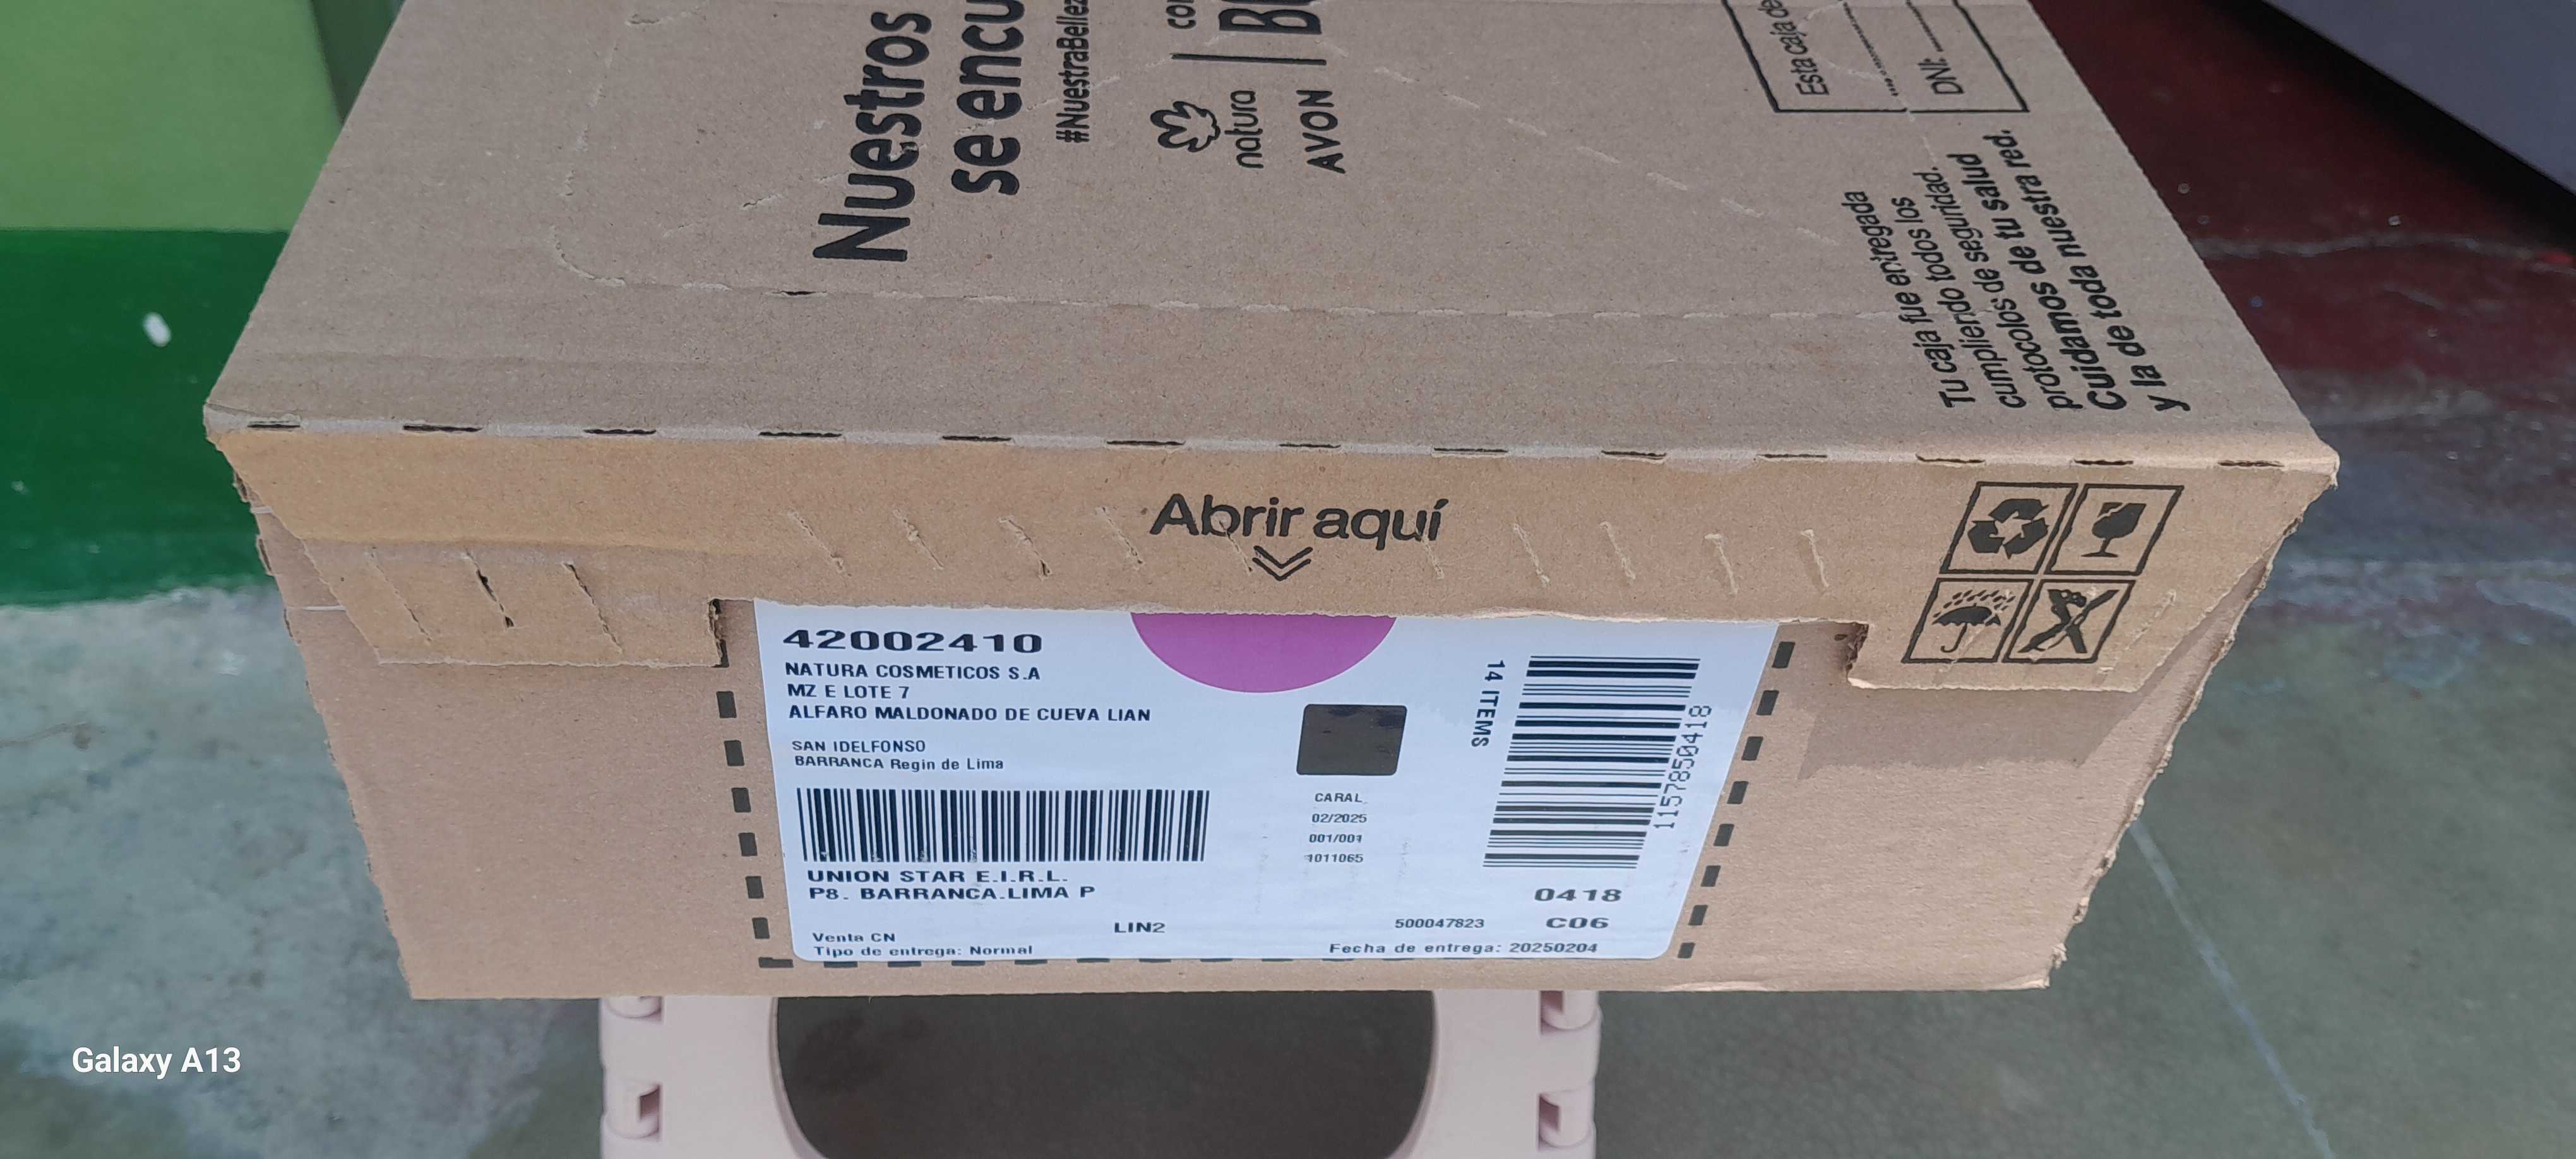 Nuestros
se encu
#NuestraBellez
natura
AVON
Esta caja de
DNI:
Tu caja fue entregada
cumpliendo todos los
protocolos de seguridad.
Cuidamos de tu salud
y la de toda nuestra red.
Abrir aquí
42002410
NATURA COSMETICOS S.A
MZ E LOTE 7
ALFARO MALDONADO DE CUEVA LIAN
SAN IDELFONSO
BARRANCA Regin de Lima
UNION STAR E.I.R.L.
P8. BARRANCA.LIMA P
Venta CN
Tipo de entrega: Normal
LIN2
CARAL
02/2025
001/001
1011065
14 ITEMS
1157850418
0418
500047823
C06
Fecha de entrega: 20250204
Galaxy A13